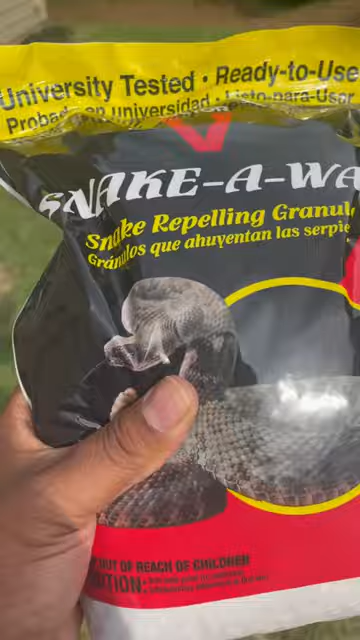 University Tested • Ready-to-Use
Probado en Universidad • Listo-para-Usar
V
SNAKE-A-WA
Snake Repelling Granul
Gránulos que ahuyentan las serpie
OUT OF REACH OF CHILDREN
TION: